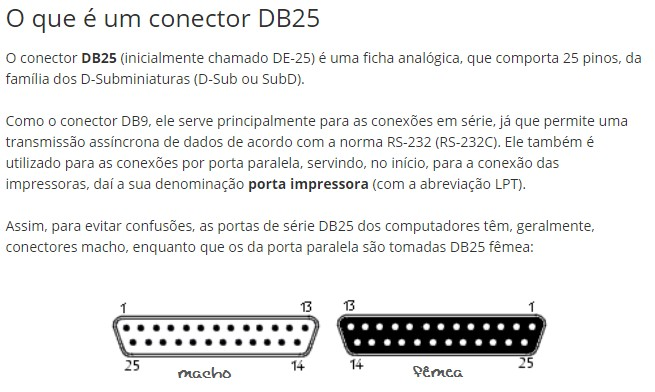 O que é um conector DB25
O conector DB25 (inicialmente chamado DE-25) é uma ficha analógica, que comporta 25 pinos, da
família dos D-Subminiaturas (D-Sub ou SubD).
Como o conector DB9, ele serve principalmente para as conexões em série, já que permite uma
transmissão assíncrona de dados de acordo com a norma RS-232 (RS-232C). Ele também é
utilizado para as conexões por porta paralela, servindo, no início, para a conexão das
impressoras, daí a sua denominação porta impressora (com a abreviação LPT).
Assim, para evitar confusões, as portas de série DB25 dos computadores têm, geralmente,
conectores macho, enquanto que os da porta paralela são tomadas DB25 fêmea:
1 13 13 1
25 14 14 25
macho fêmea